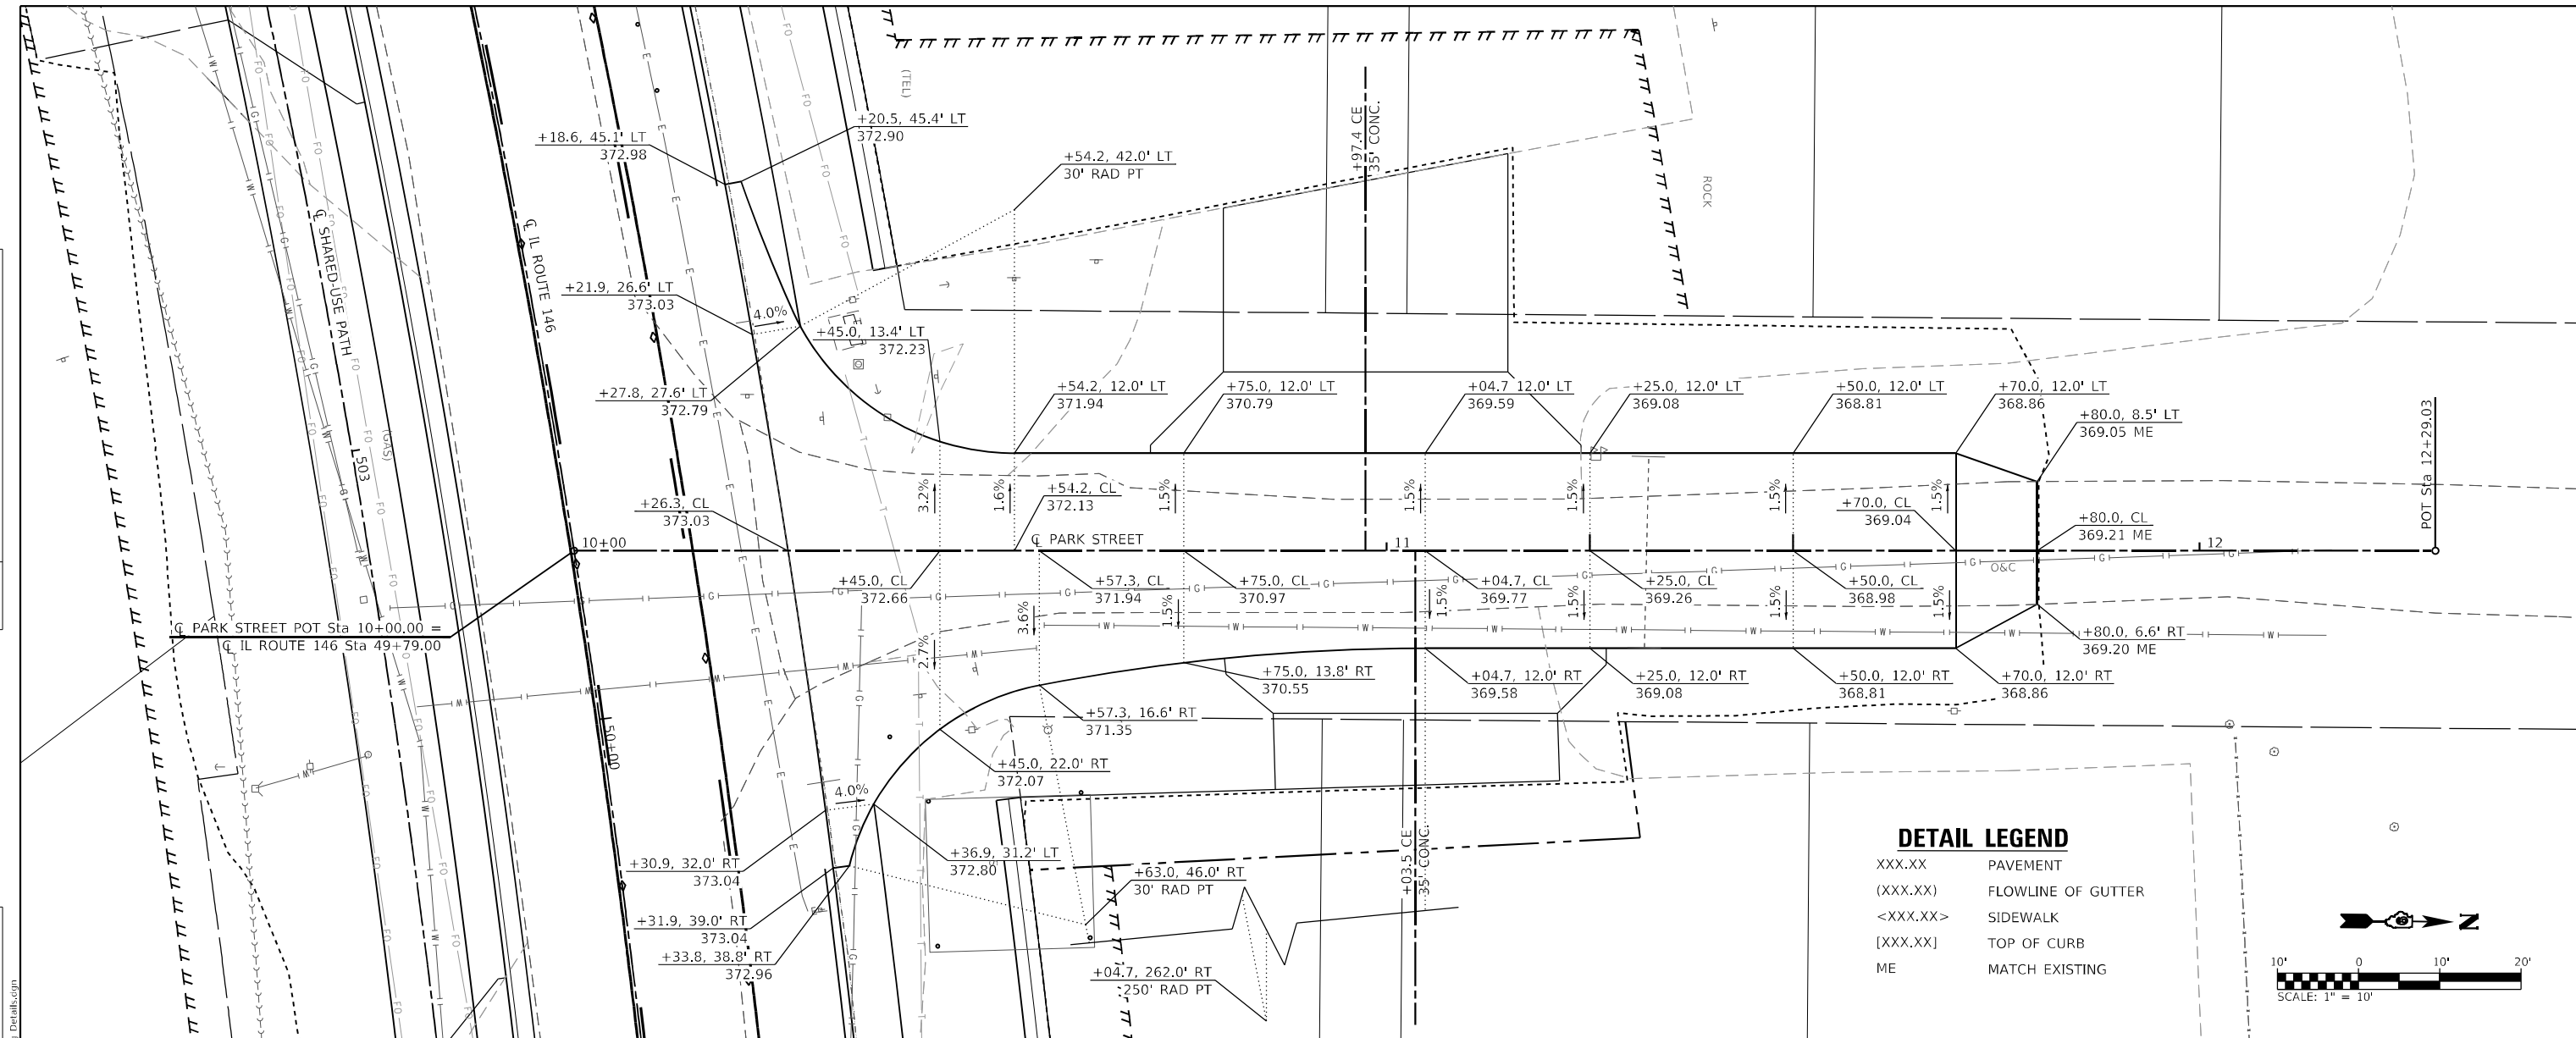 +20.5, 45.4' LT
372.90
+18.6, 45.1' LT
372.98
+54.2, 42.0' LT
30' RAD PT
+97.4 CE
35' CONC.
(TEL)
ROCK
℄ SHARED-USE PATH
℄ IL ROUTE 146
+21.9, 26.6' LT
373.03
4.0%
+45.0, 13.4' LT
372.23
+27.8, 27.6' LT
372.79
+54.2, 12.0' LT
371.94
+75.0, 12.0' LT
370.79
+04.7 12.0' LT
369.59
+25.0, 12.0' LT
369.08
+50.0, 12.0' LT
368.81
+70.0, 12.0' LT
368.86
+80.0, 8.5' LT
369.05 ME
POT Sta 12+29.03
(GAS)
503
3.2%
1.6%
1.5%
1.5%
1.5%
1.5%
1.5%
+26.3, CL
373.03
+54.2, CL
372.13
+70.0, CL
369.04
+80.0, CL
369.21 ME
10+00
℄ PARK STREET
11
12
+45.0, CL
372.66
+57.3, CL
371.94
+75.0, CL
370.97
+04.7, CL
369.77
+25.0, CL
369.26
+50.0, CL
368.98
O&C
2.7%
3.6%
1.5%
1.5%
1.5%
1.5%
1.5%
℄ PARK STREET POT Sta 10+00.00 =
℄ IL ROUTE 146 Sta 49+79.00
+80.0, 6.6' RT
369.20 ME
+75.0, 13.8' RT
370.55
+04.7, 12.0' RT
369.58
+25.0, 12.0' RT
369.08
+50.0, 12.0' RT
368.81
+70.0, 12.0' RT
368.86
+57.3, 16.6' RT
371.35
50+00
+45.0, 22.0' RT
372.07
4.0%
+30.9, 32.0' RT
373.04
+36.9, 31.2' LT
372.80
+63.0, 46.0' RT
30' RAD PT
+03.5 CE
35' CONC.
+31.9, 39.0' RT
373.04
+33.8, 38.8' RT
372.96
+04.7, 262.0' RT
250' RAD PT
DETAIL LEGEND
XXX.XX PAVEMENT
(XXX.XX) FLOWLINE OF GUTTER
<XXX.XX> SIDEWALK
[XXX.XX] TOP OF CURB
ME MATCH EXISTING
N
10' 0 10' 20'
SCALE: 1" = 10'
Details.dgn